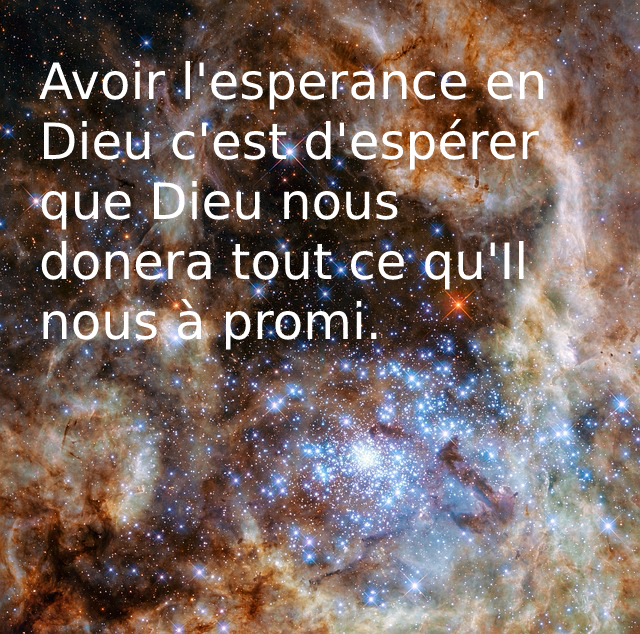 Avoir l'esperance en
Dieu c'est d'espérer
que Dieu nous
donera tout ce qu'Il
nous à promi.